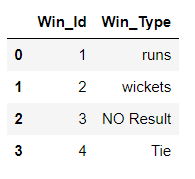 Win_Id Win_Type
0 1 runs
1 2 wickets
2 3 NO Result
3 4 Tie